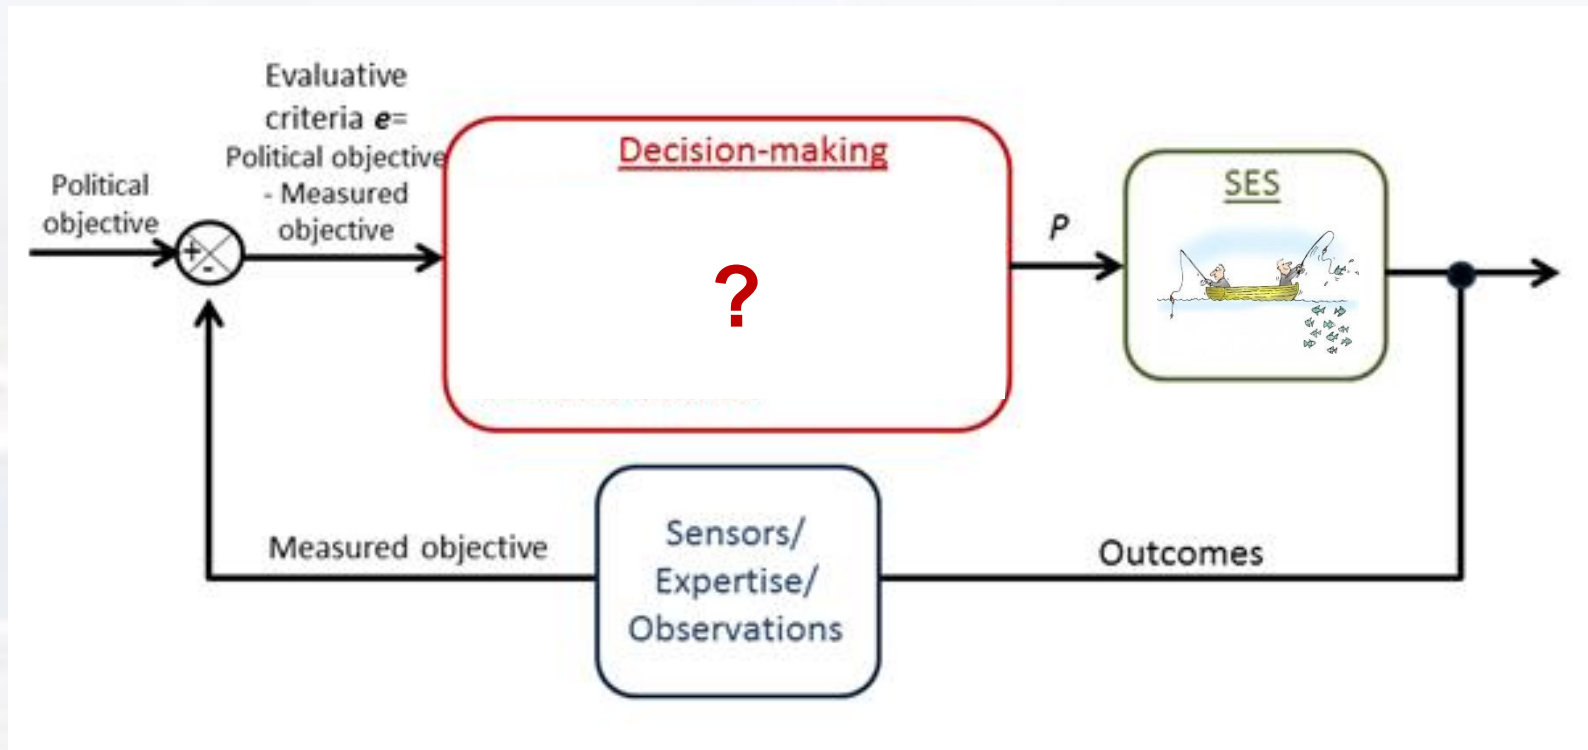 Evaluative
criteria e=
Political objective
- Measured
objective
Political
objective
+
-
Decision-making
?
P
SES
Measured objective
Sensors/
Expertise/
Observations
Outcomes